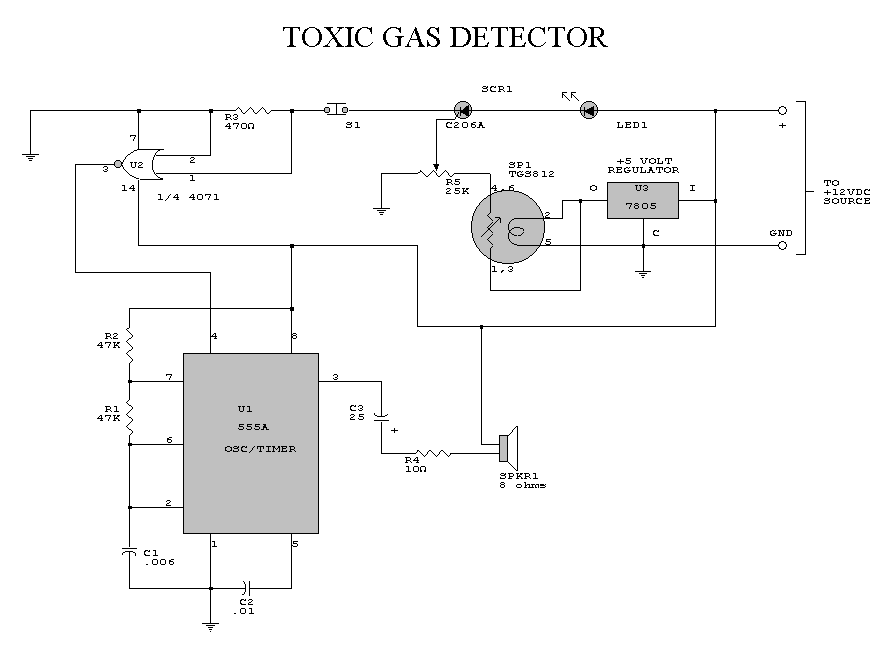 TOXIC GAS DETECTOR
SCR1
C206A
LED1
+
R3
470Ω
S1
7
U2
2
1
3
14
1/4 4071
R5
25K
SP1
TGS812
4,6
2
5
1,3
+5 VOLT
REGULATOR
O
U3
7805
I
C
TO
+12VDC
SOURCE
GND
R2
47K
R1
47K
4
8
7
3
6
2
1
5
U1
555A
OSC/TIMER
C3
25
+
R4
10Ω
SPKR1
8 ohms
C1
.006
C2
.01